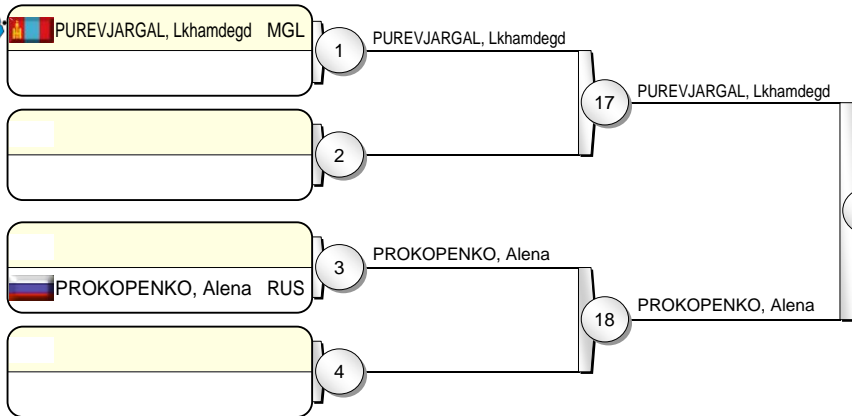 PUREVJARGAL, Lkhamdegd MGL
1
PUREVJARGAL, Lkhamdegd
17
PUREVJARGAL, Lkhamdegd
2
3
PROKOPENKO, Alena
PROKOPENKO, Alena RUS
18
PROKOPENKO, Alena
4